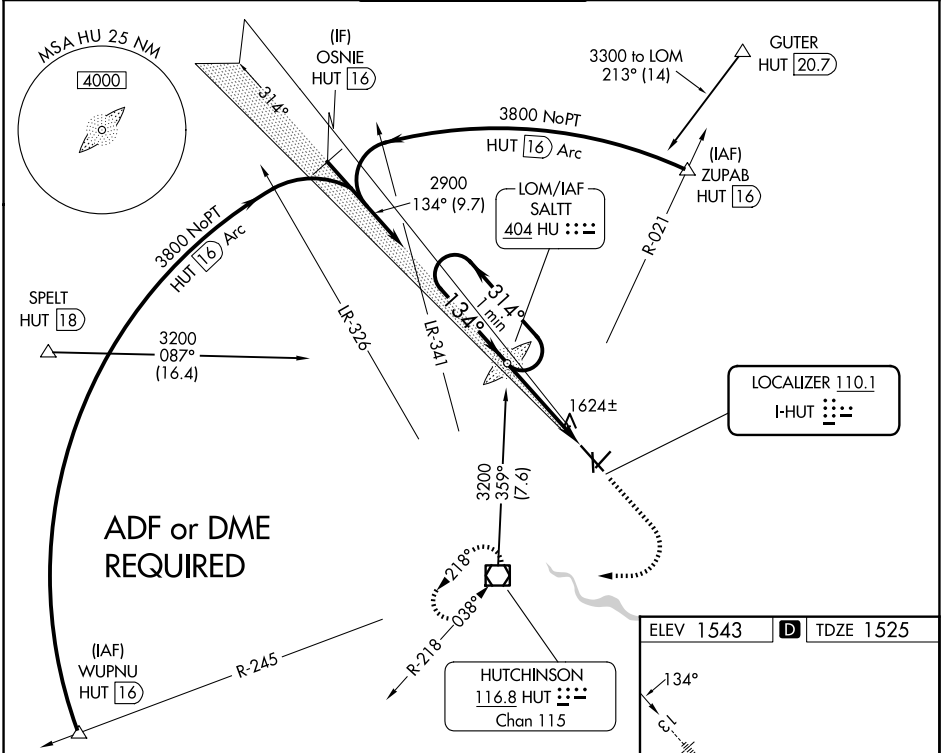 MSA HU 25 NM
4000
(IF)
OSNIE
HUT 16
314°
3300 to LOM
213° (14)
GUTER
HUT 20.7
3800 NoPT
HUT 16 Arc
(IAF)
ZUPAB
HUT 16
2900
134° (9.7)
LOM/IAF
SALTT
404 HU
R-021
3800 NoPT
HUT 16 Arc
SPELT
HUT 18
3200
087°
(16.4)
LR-326
LR-341
134°
314°
1 min
1624±
LOCALIZER 110.1
I-HUT
3200
359°
(7.6)
ADF or DME
REQUIRED
218°
038°
R-218
(IAF)
WUPNU
HUT 16
R-245
HUTCHINSON
116.8 HUT
Chan 115
ELEV 1543 D TDZE 1525
134°
13